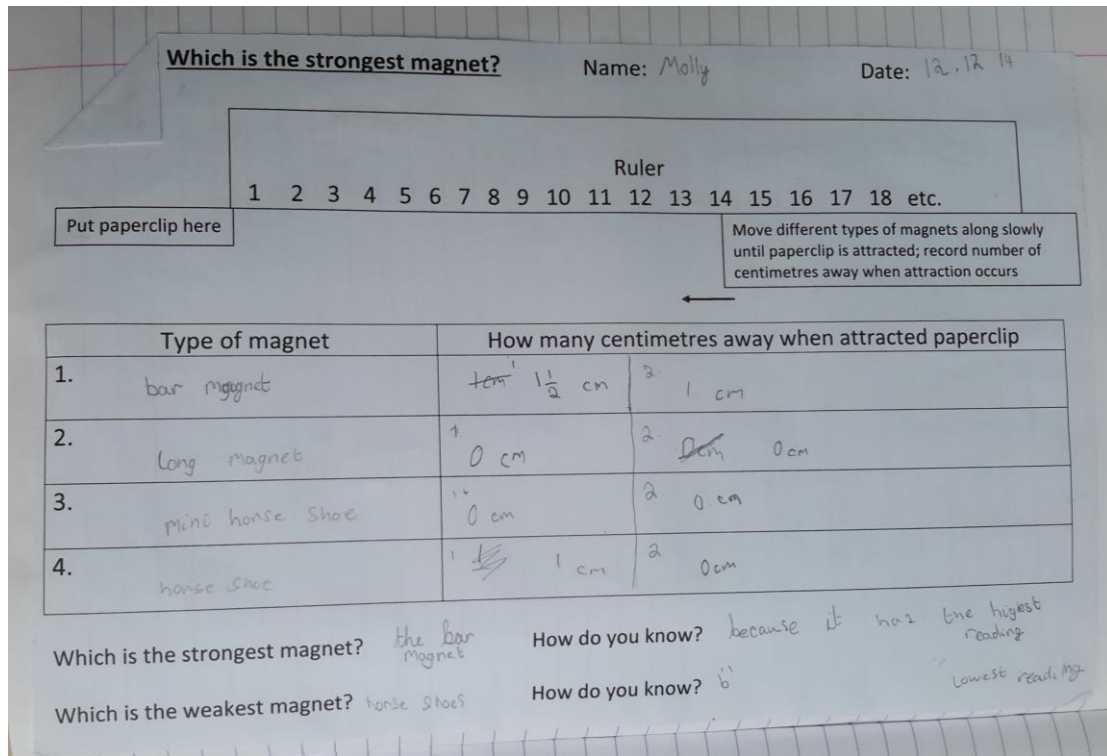 Which is the strongest magnet? Name: Molly Date: 12.12 14
Ruler
1 2 3 4 5 6 7 8 9 10 11 12 13 14 15 16 17 18 etc.
Put paperclip here
Move different types of magnets along slowly
until paperclip is attracted; record number of
centimetres away when attraction occurs
Type of magnet How many centimetres away when attracted paperclip
1. bar magnet 1cm 1 1½ cm 2. 1 cm
2. long magnet 1 0 cm 2. 0cm 0cm
3. mini horse shoe 1. 0 cm 2 0.cm
4. horse shoe 1 1 cm 2 0cm
Which is the strongest magnet? the bar magnet How do you know? because it has the higest
reading
Which is the weakest magnet? horse shoes How do you know? b'' Lowest reading